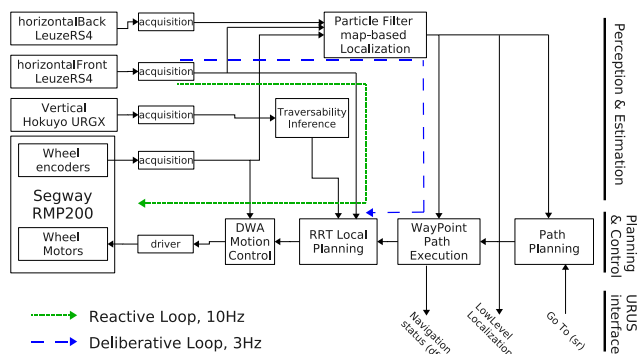 horizontalBack
LeuzeRS4
acquisition
Particle Filter
map-based
Localization
horizontalFront
LeuzeRS4
acquisition
Vertical
Hokuyo URGX
acquisition
Traversability
Inference
Wheel
encoders
acquisition
Segway
RMP200
Wheel
Motors
driver
DWA
Motion
Control
RRT Local
Planning
WayPoint
Path
Execution
Path
Planning
Perception & Estimation
Planning
& Control
URUS
interface
Navigation
LowLevel
Localization
Go To (sr)
Reactive Loop, 10Hz
Deliberative Loop, 3Hz